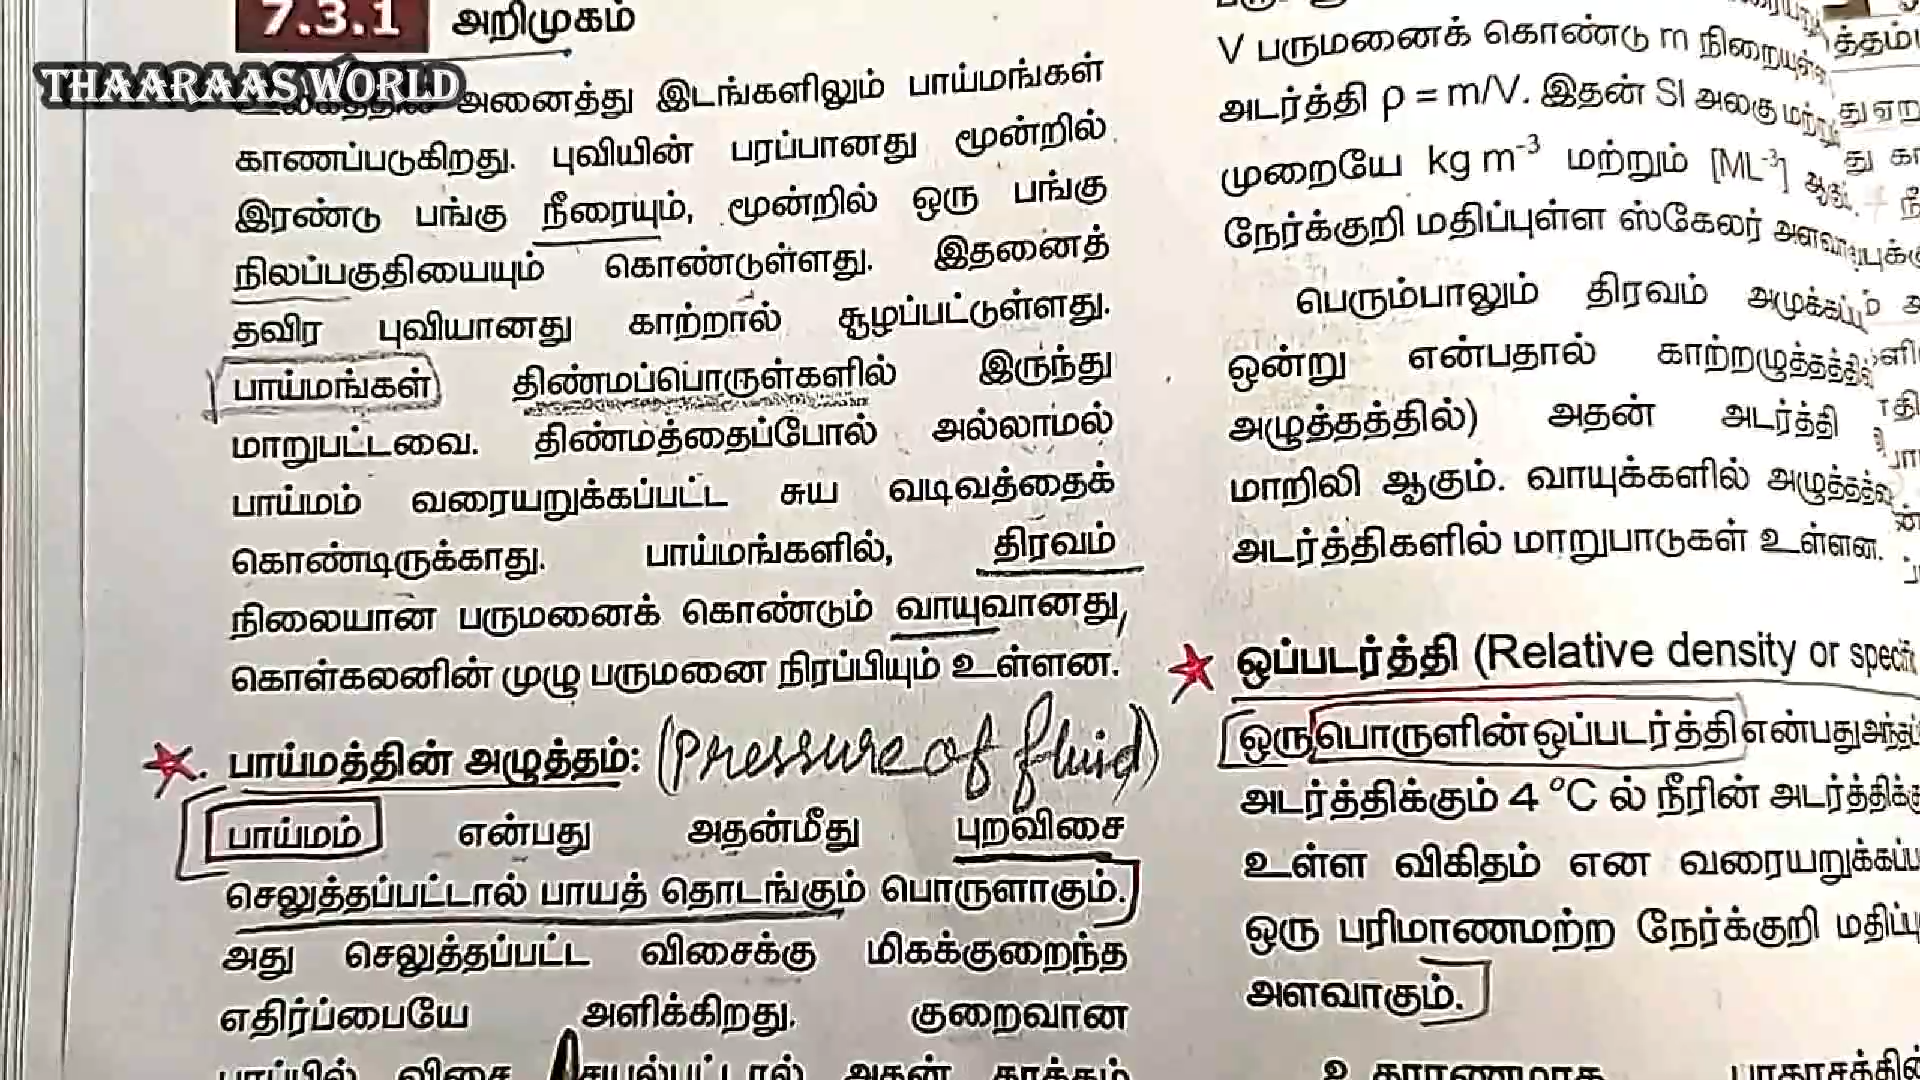 7.3.1 அறிமுகம்
THAARAAS WORLD
அனைத்து இடங்களிலும் பாய்மங்கள்
காணப்படுகிறது. புவியின் பரப்பானது மூன்றில்
இரண்டு பங்கு நீரையும், மூன்றில் ஒரு பங்கு
நிலப்பகுதியையும் கொண்டுள்ளது. இதனைத்
தவிர புவியானது காற்றால் சூழப்பட்டுள்ளது.
பாய்மங்கள் திண்மப்பொருள்களில் இருந்து
மாறுபட்டவை. திண்மத்தைப்போல் அல்லாமல்
பாய்மம் வரையறுக்கப்பட்ட சுய வடிவத்தைக்
கொண்டிருக்காது. பாய்மங்களில், திரவம்
நிலையான பருமனைக் கொண்டும் வாயுவானது,
கொள்கலனின் முழு பருமனை நிரப்பியும் உள்ளன.
பாய்மத்தின் அழுத்தம்: (Pressure of fluid)
பாய்மம் என்பது அதன்மீது புறவிசை
செலுத்தப்பட்டால் பாயத் தொடங்கும் பொருளாகும்.
அது செலுத்தப்பட்ட விசைக்கு மிகக்குறைந்த
எதிர்ப்பையே அளிக்கிறது. குறைவான
V பருமனைக் கொண்டு m நிறையுள்ள
அடர்த்தி ρ = m/V. இதன் SI அலகு மற்றும்
முறையே kg m⁻³ மற்றும் [ML⁻³]
நேர்க்குறி மதிப்புள்ள ஸ்கேலர்
பெரும்பாலும் திரவம்
ஒன்று என்பதால்
அழுத்தத்தில்) அதன் அடர்த்தி
மாறிலி ஆகும். வாயுக்களில்
அடர்த்திகளில் மாறுபாடுகள் உள்ளன.
ஒப்படர்த்தி (Relative density or
ஒரு பொருளின் ஒப்படர்த்தி என்பது
அடர்த்திக்கும் 4 °C ல் நீரின்
உள்ள விகிதம் என
ஒரு பரிமாணமற்ற நேர்க்குறி
அளவாகும்.